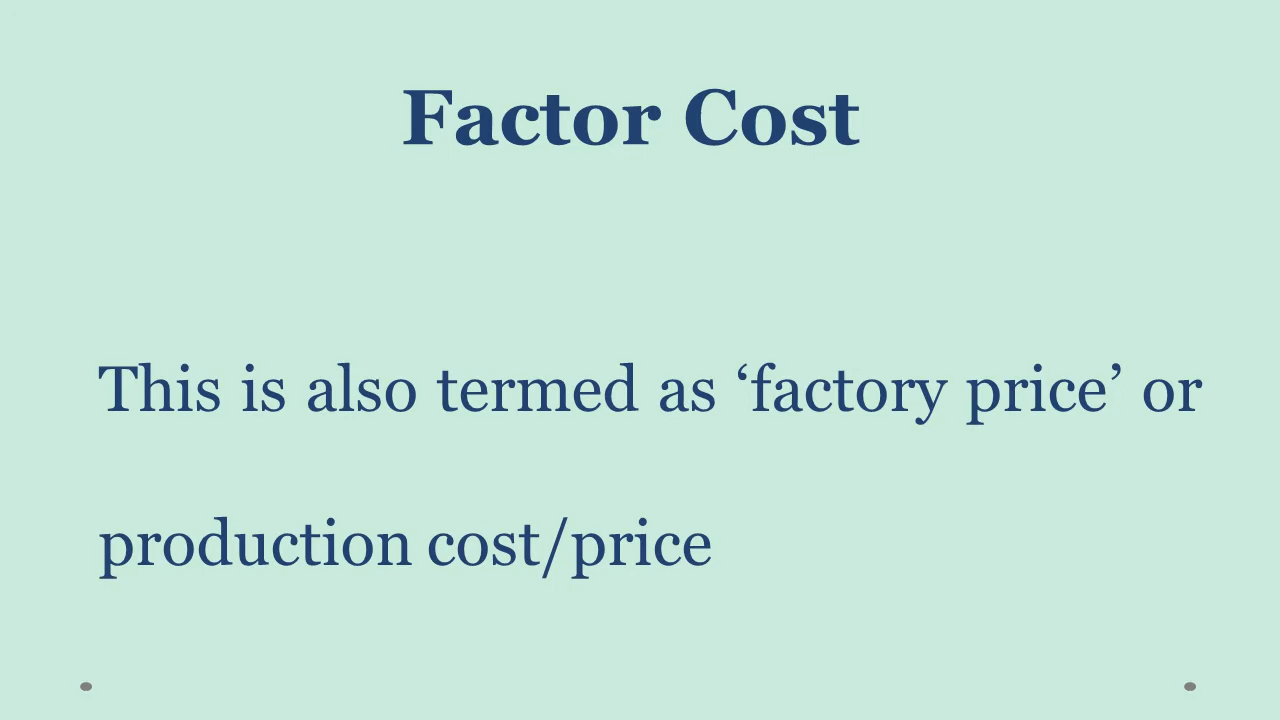 Factor Cost
This is also termed as ‘factory price’ or
production cost/price